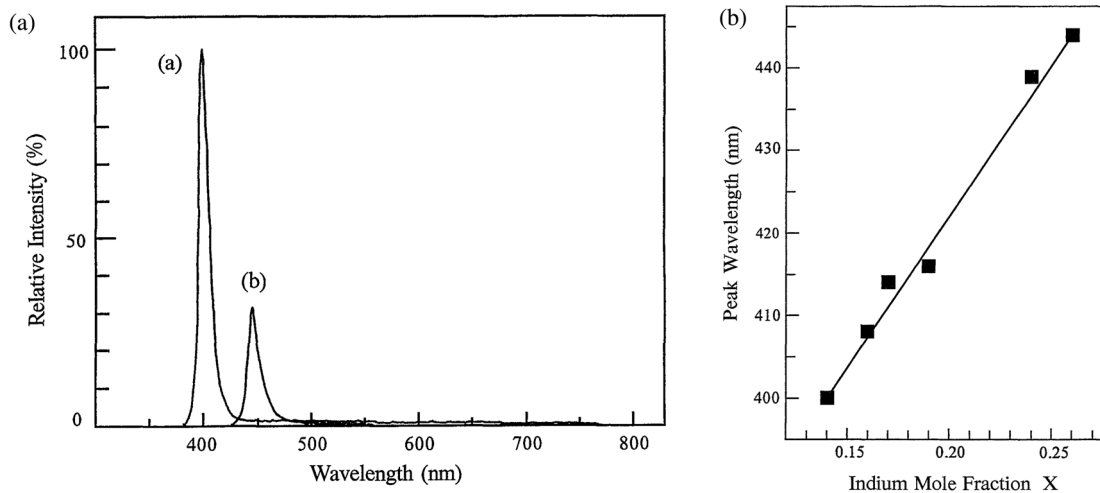 (a)
100
(a)
Relative Intensity (%)
50
(b)
0
400 500 600 700 800
Wavelength (nm)
(b)
440
430
Peak Wavelength (nm)
420
410
400
0.15 0.20 0.25
Indium Mole Fraction X